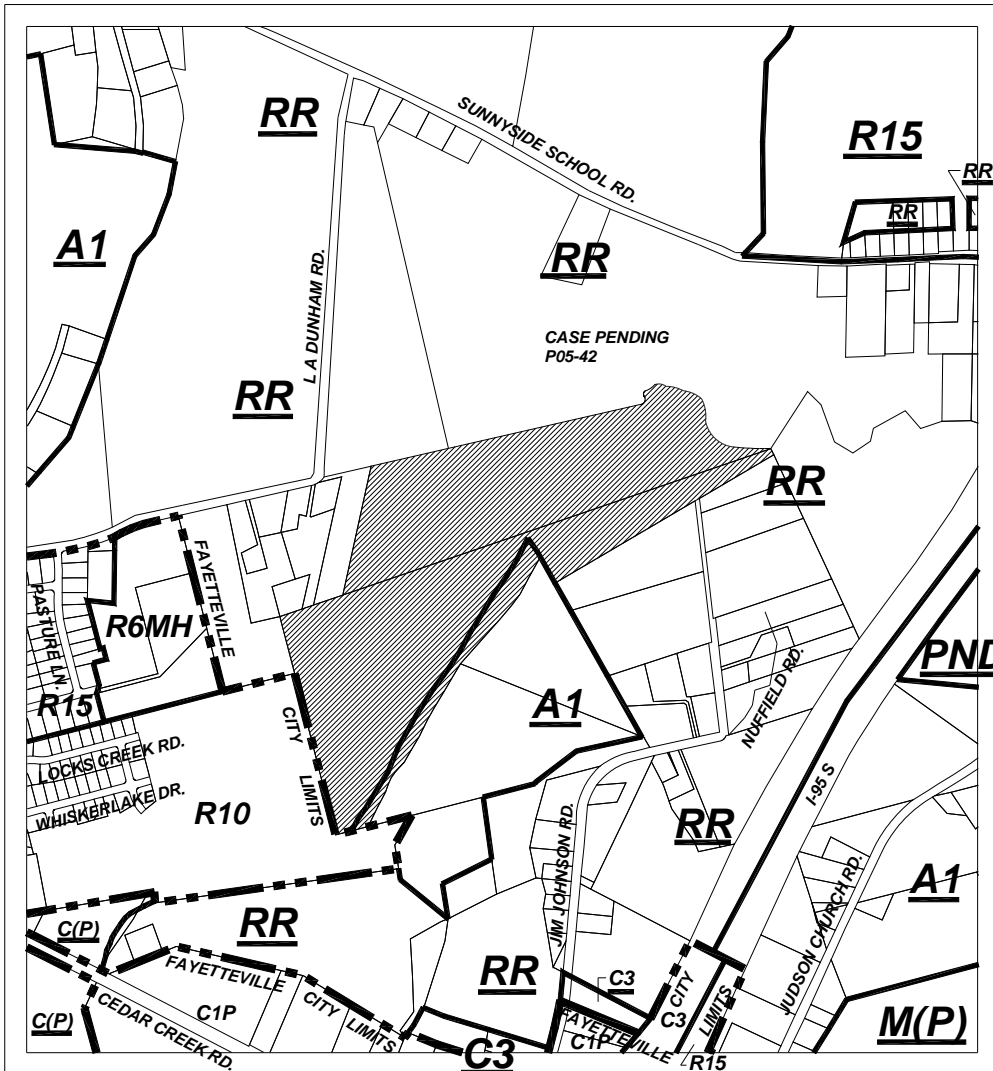 RR
SUNNYSIDE SCHOOL RD.
R15
RR
RR
A1
RR
L A DUNHAM RD.
CASE PENDING
P05-42
RR
RR
FAYETTEVILLE
PASTURE LN.
R6MH
PND
R15
A1
CITY
LIMITS
NUFFIELD RD.
LOCKS CREEK RD.
WHISKERLAKE DR.
R10
I-95 S
RR
JIM JOHNSON RD.
A1
JUDSON CHURCH RD.
C(P)
RR
FAYETTEVILLE
CITY
LIMITS
RR
C3
CITY
LIMITS
C(P)
CEDAR CREEK RD.
C1P
C3
FAYETTEVILLE
C1P
C3
R15
M(P)